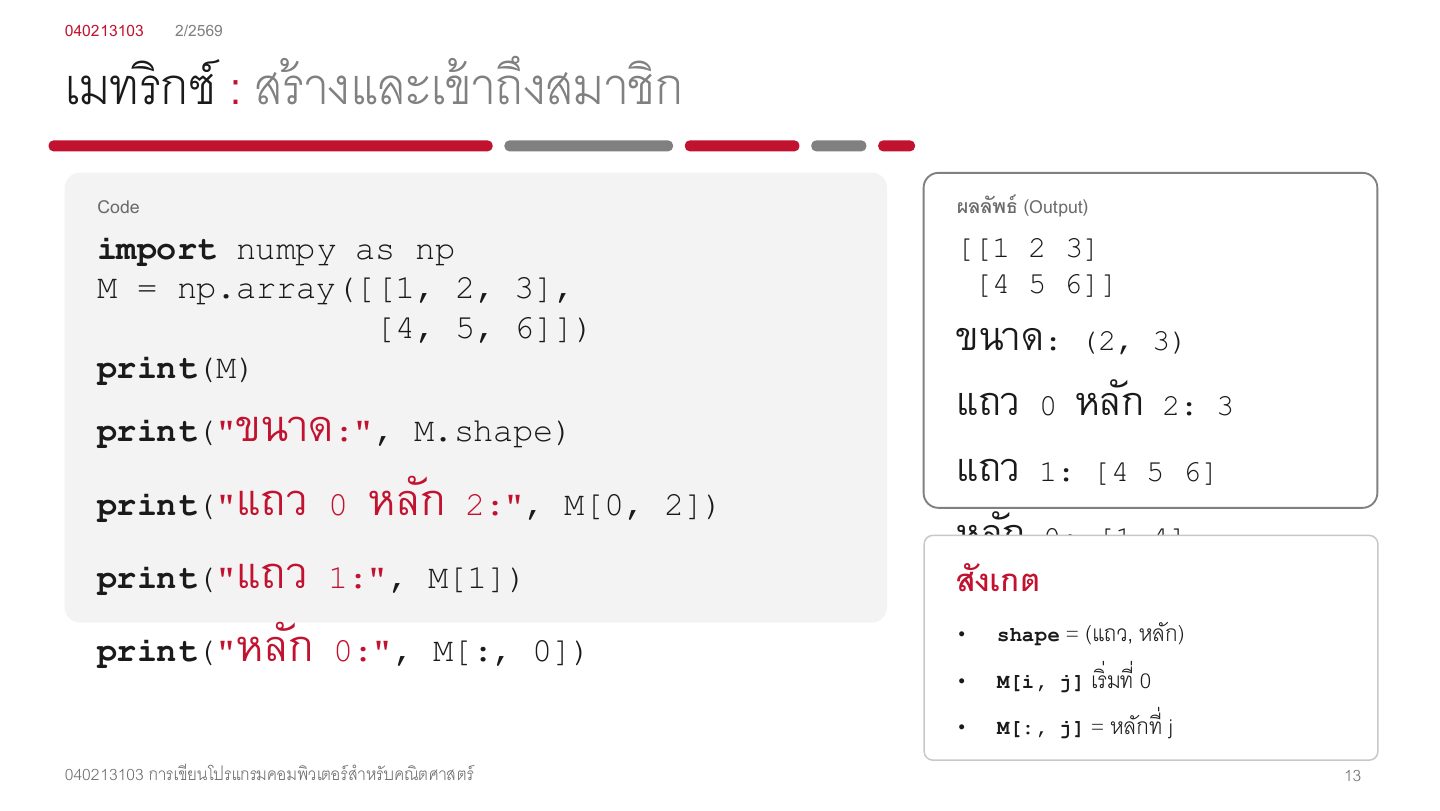 040213103 2/2569
เมทริกซ์ : สร้างและเข้าถึงสมาชิก
Code
import numpy as np
M = np.array([[1, 2, 3],
              [4, 5, 6]])
print(M)
print("ขนาด:", M.shape)
print("แถว 0 หลัก 2:", M[0, 2])
print("แถว 1:", M[1])
print("หลัก 0:", M[:, 0])
ผลลัพธ์ (Output)
[[1 2 3]
 [4 5 6]]
ขนาด: (2, 3)
แถว 0 หลัก 2: 3
แถว 1: [4 5 6]
หลัก 0: [1 4]
สังเกต
• shape = (แถว, หลัก)
• M[i, j] เริ่มที่ 0
• M[:, j] = หลักที่ j
040213103 การเขียนโปรแกรมคอมพิวเตอร์สำหรับคณิตศาสตร์
13